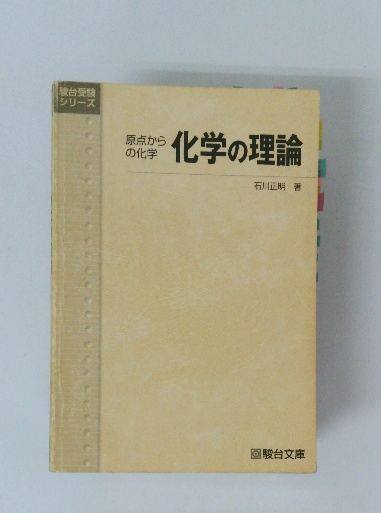 駿台受験
シリーズ
原点から
の化学
化学の理論
石川正明 著
駿台文庫